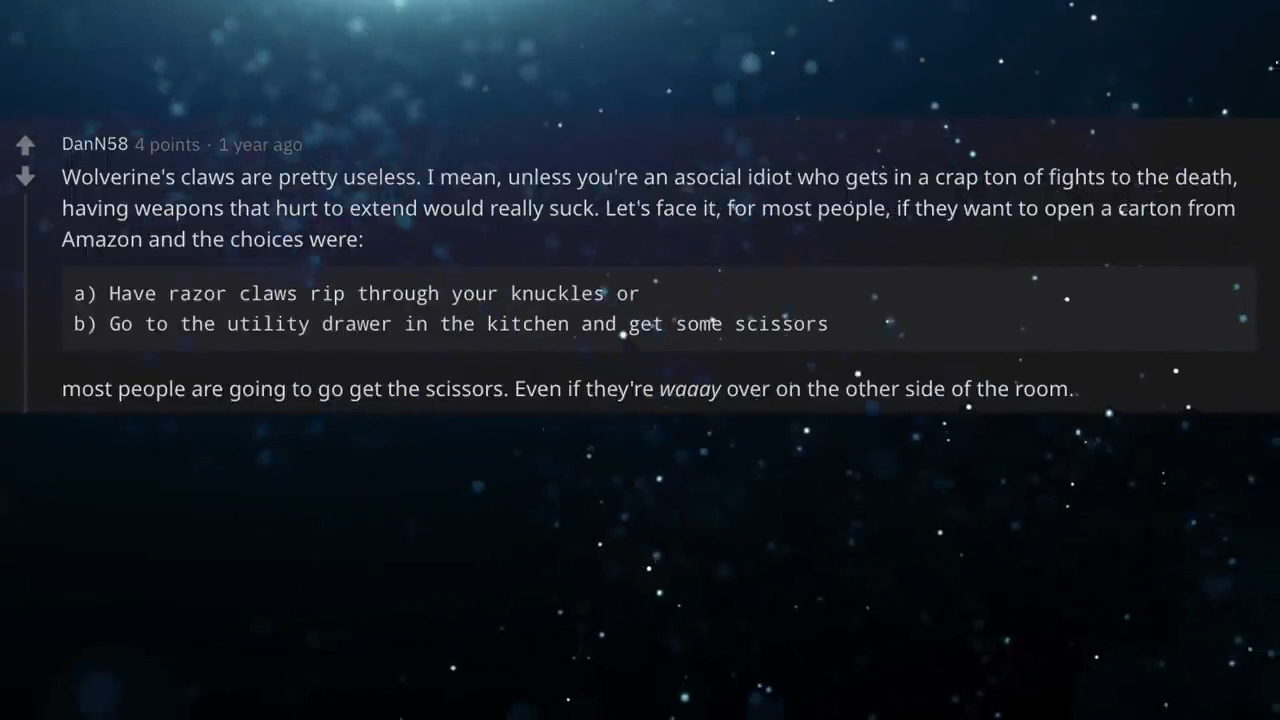 DanN58 4 points · 1 year ago
Wolverine's claws are pretty useless. I mean, unless you're an asocial idiot who gets in a crap ton of fights to the death,
having weapons that hurt to extend would really suck. Let's face it, for most people, if they want to open a carton from
Amazon and the choices were:
a) Have razor claws rip through your knuckles or
b) Go to the utility drawer in the kitchen and get some scissors
most people are going to go get the scissors. Even if they're waaay over on the other side of the room.